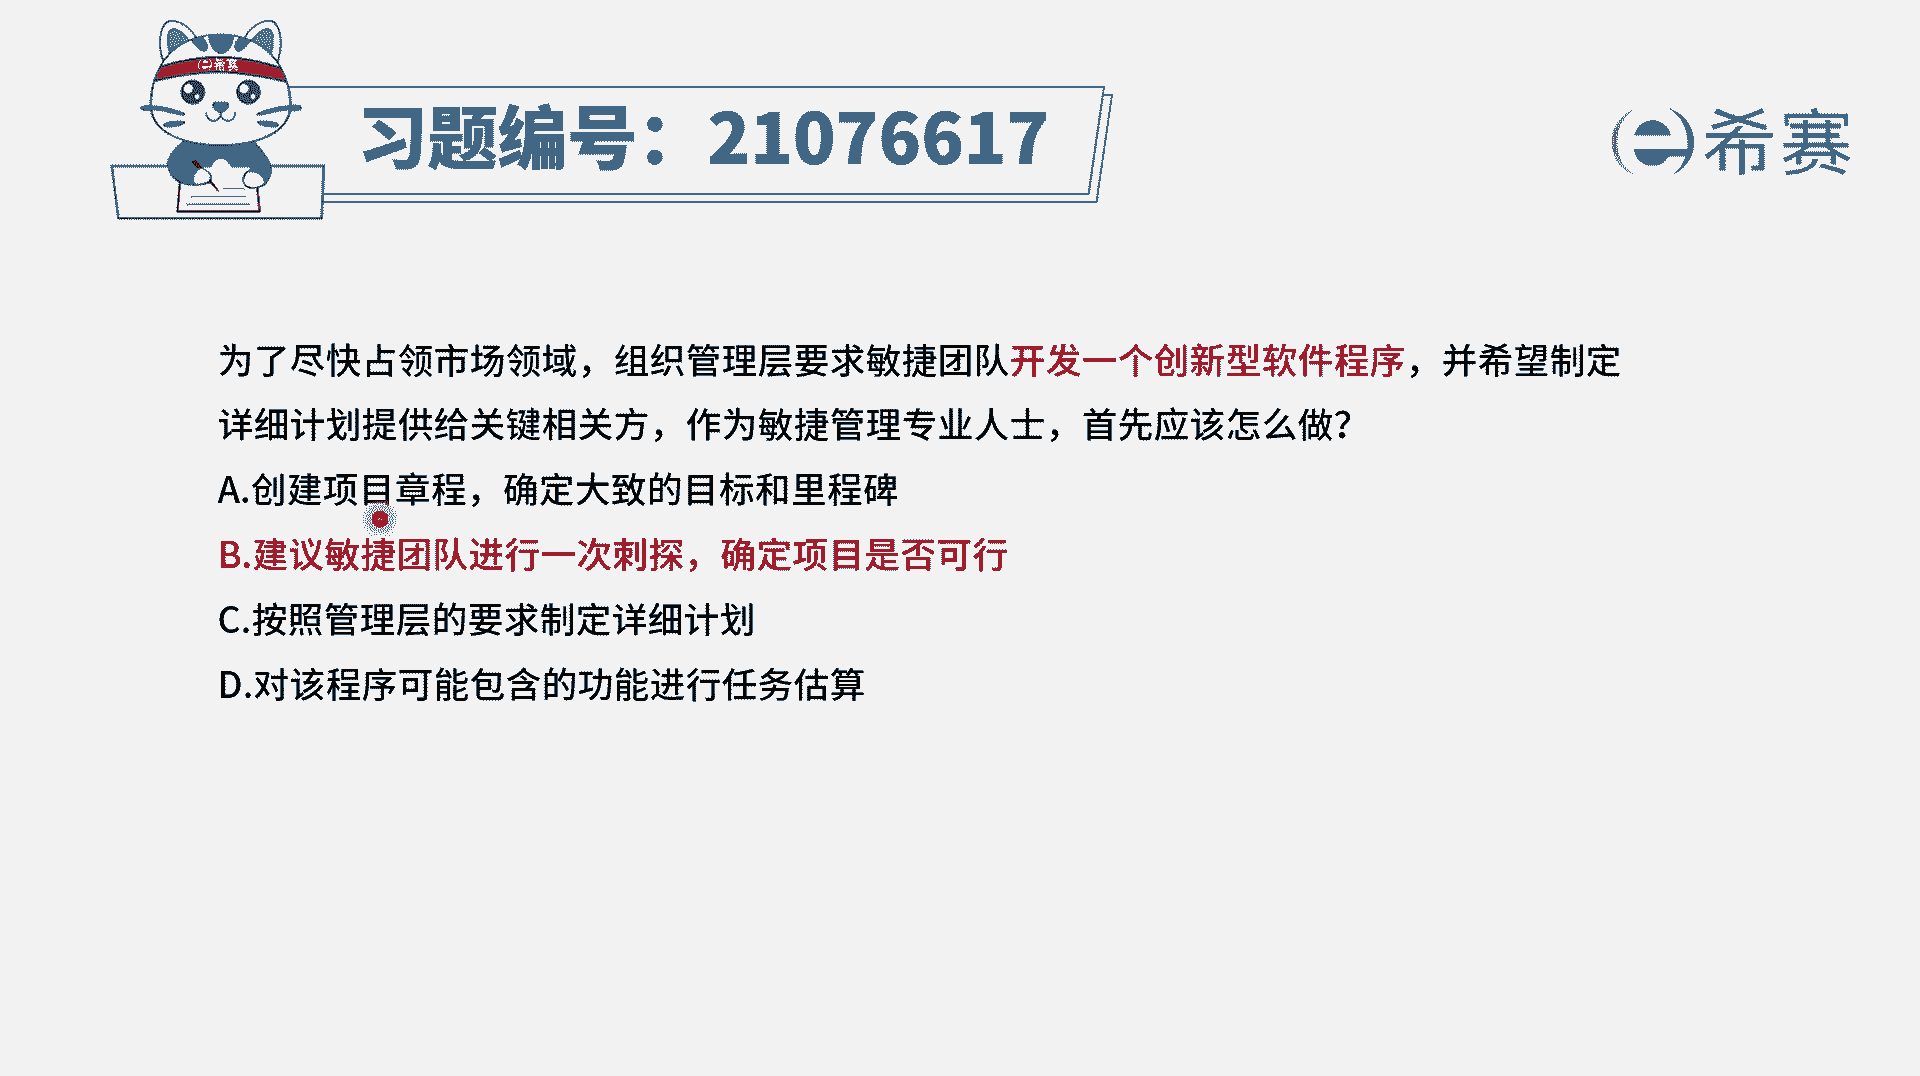 e希赛
习题编号：21076617
e希赛
为了尽快占领市场领域，组织管理层要求敏捷团队开发一个创新型软件程序，并希望制定
详细计划提供给关键相关方，作为敏捷管理专业人士，首先应该怎么做？
A.创建项目章程，确定大致的目标和里程碑
B.建议敏捷团队进行一次刺探，确定项目是否可行
C.按照管理层的要求制定详细计划
D.对该程序可能包含的功能进行任务估算